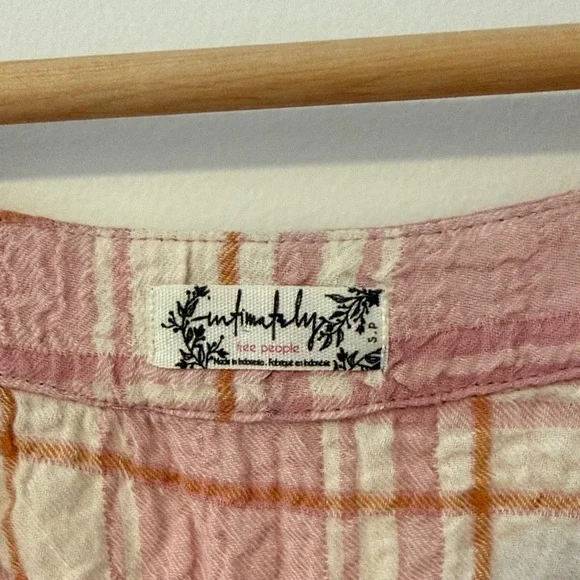 intimately
free people
Made in Indonesia . Fabriqué en Indonésie
S-P